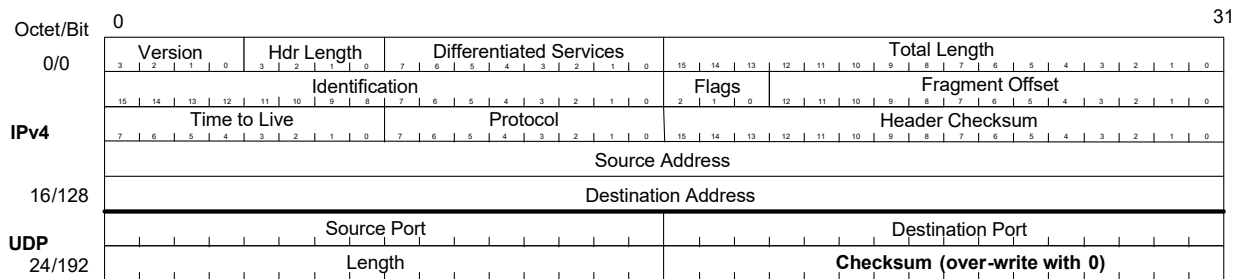 Octet/Bit 0 31
0/0 Version Hdr Length Differentiated Services Total Length
3 2 1 0 3 2 1 0 7 6 5 4 3 2 1 0 15 14 13 12 11 10 9 8 7 6 5 4 3 2 1 0
Identification Flags Fragment Offset
15 14 13 12 11 10 9 8 7 6 5 4 3 2 1 0 2 1 0 12 11 10 9 8 7 6 5 4 3 2 1 0
IPv4 Time to Live Protocol Header Checksum
7 6 5 4 3 2 1 0 7 6 5 4 3 2 1 0 15 14 13 12 11 10 9 8 7 6 5 4 3 2 1 0
Source Address
16/128 Destination Address
UDP Source Port Destination Port
24/192 Length Checksum (over-write with 0)